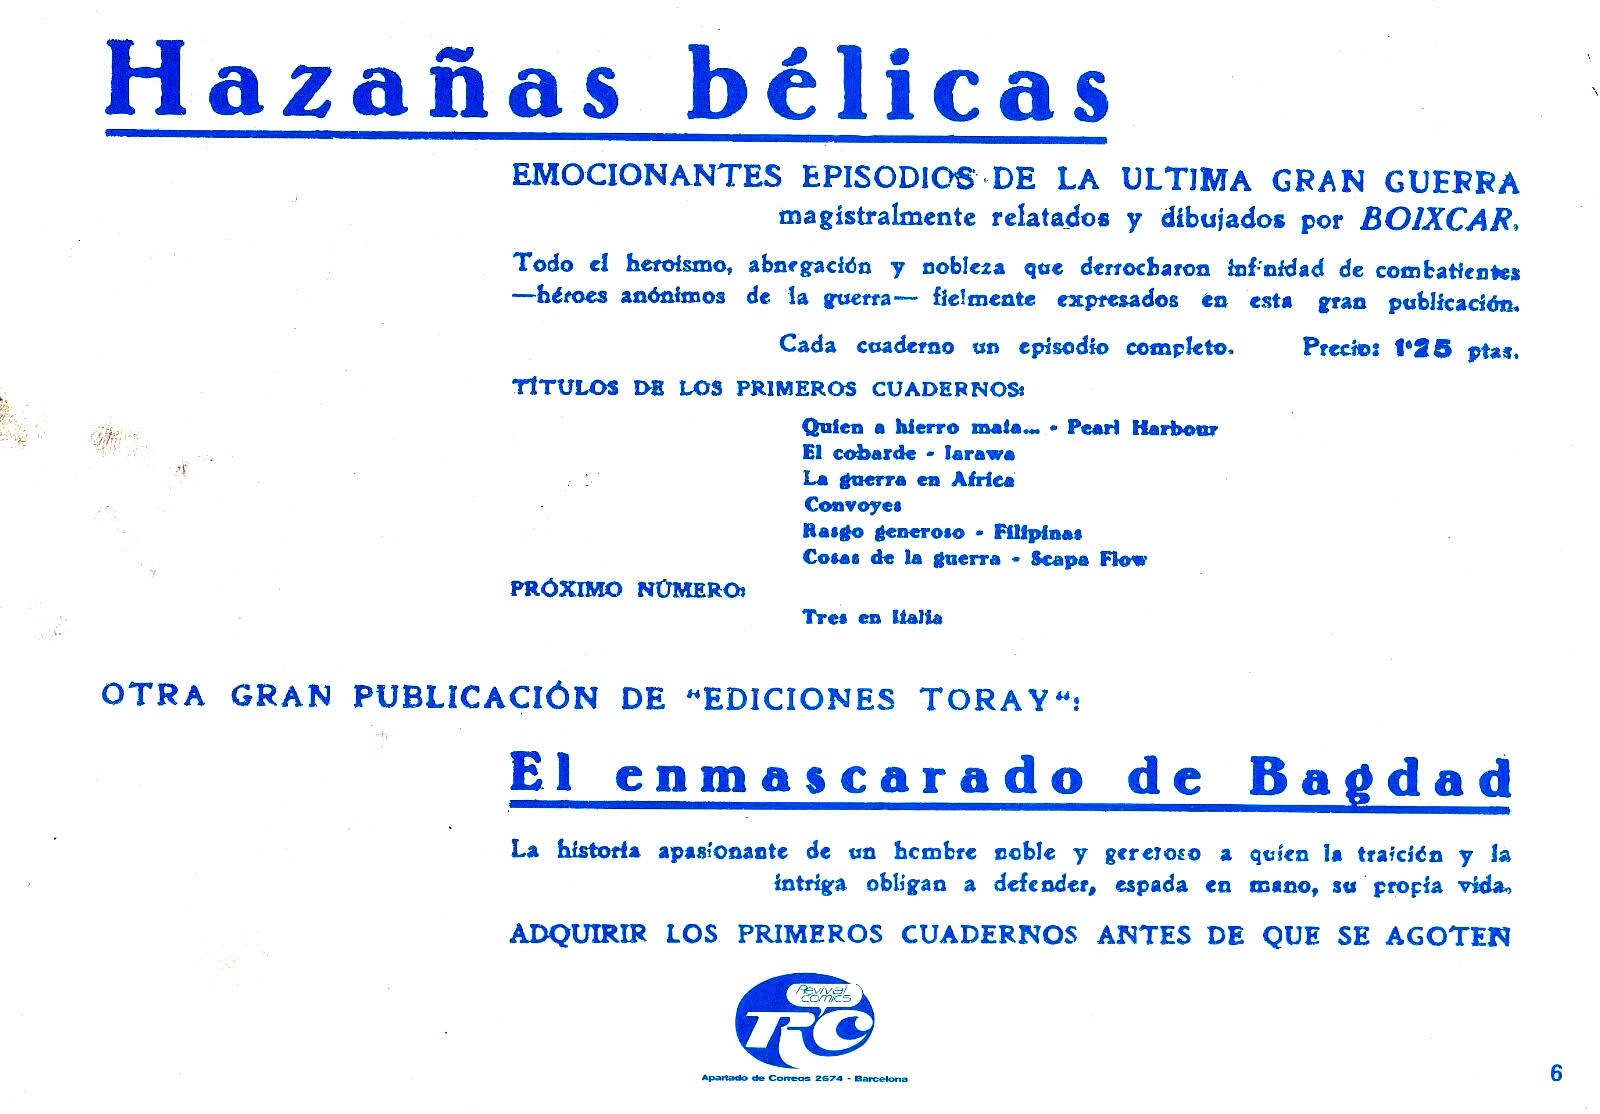 Hazañas bélicas
EMOCIONANTES EPISODIOS DE LA ULTIMA GRAN GUERRA
magistralmente relatados y dibujados por BOIXCAR.
Todo el heroísmo, abnegación y nobleza que derrocharon infinidad de combatientes
—héroes anónimos de la guerra— fielmente expresados en esta gran publicación.
Cada cuaderno un episodio completo. Precio: 1'25 ptas.
TÍTULOS DE LOS PRIMEROS CUADERNOS:
Quien a hierro mata... - Pearl Harbour
El cobarde - Tarawa
La guerra en Africa
Convoyes
Rasgo generoso - Filipinas
Cosas de la guerra - Scapa Flow
PRÓXIMO NÚMERO:
Tres en Italia
OTRA GRAN PUBLICACIÓN DE "EDICIONES TORAY":
El enmascarado de Bagdad
La historia apasionante de un hombre noble y generoso a quien la traición y la
intriga obligan a defender, espada en mano, su propia vida.
ADQUIRIR LOS PRIMEROS CUADERNOS ANTES DE QUE SE AGOTEN
Revival
comics
TRC
Apartado de Correos 2674 - Barcelona
6